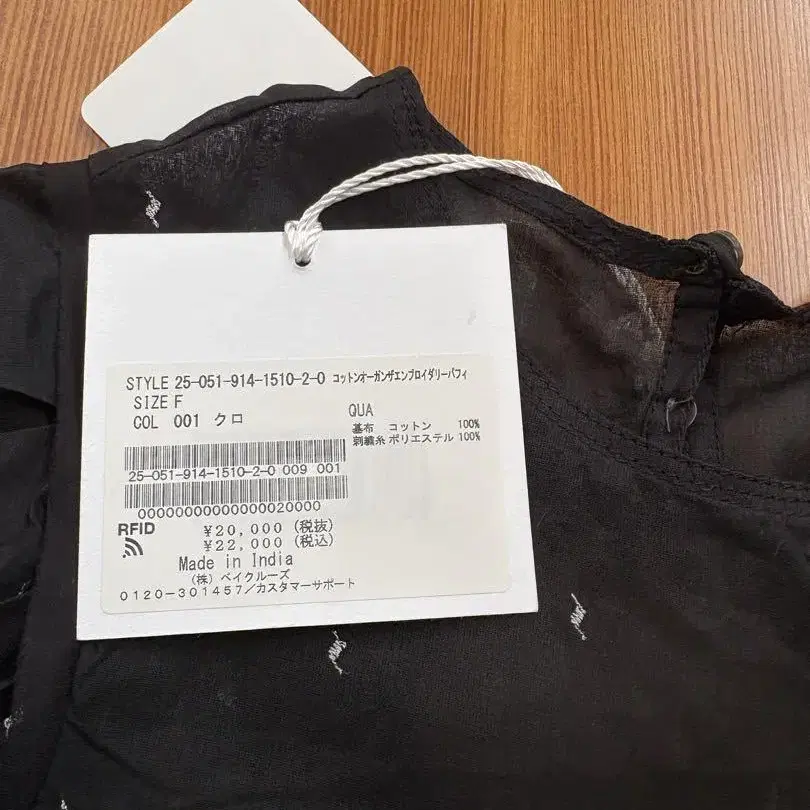 STYLE 25-051-914-1510-2-0 コットンオーガンザエンブロイダリーパフィ
SIZE F
COL 001 クロ
QUA
基布 コットン 100%
刺繍糸 ポリエステル 100%
25-051-914-1510-2-0 009 001
00000000000000020000
RFID
¥20,000 (税抜)
¥22,000 (税込)
Made in India
(株) ベイクルーズ
0120-301457/カスタマーサポート